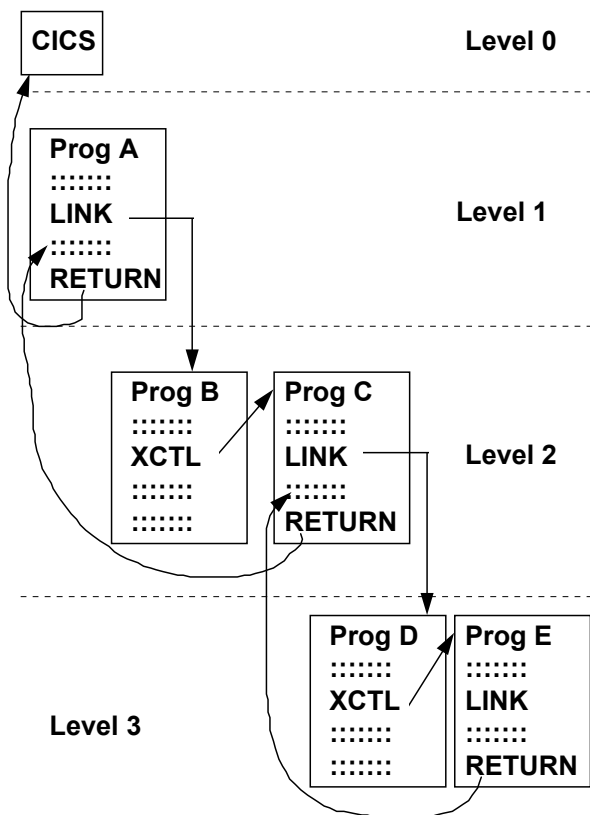 CICS
Level 0
Prog A
:::::::
LINK
:::::::
RETURN
Level 1
Prog B
:::::::
XCTL
:::::::
:::::::
Prog C
:::::::
LINK
:::::::
RETURN
Level 2
Prog D
:::::::
XCTL
:::::::
:::::::
Prog E
:::::::
LINK
:::::::
RETURN
Level 3